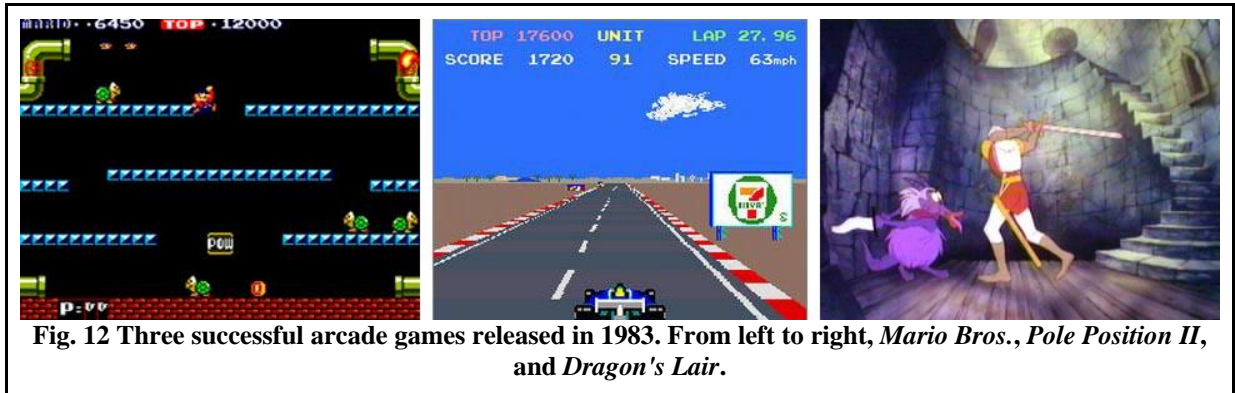 MARIO··6450 TOP·12000
POW
P=
TOP 17600 UNIT LAP 27.96
SCORE 1720 91 SPEED 63mph
7
Fig. 12 Three successful arcade games released in 1983. From left to right, Mario Bros., Pole Position II,
and Dragon's Lair.